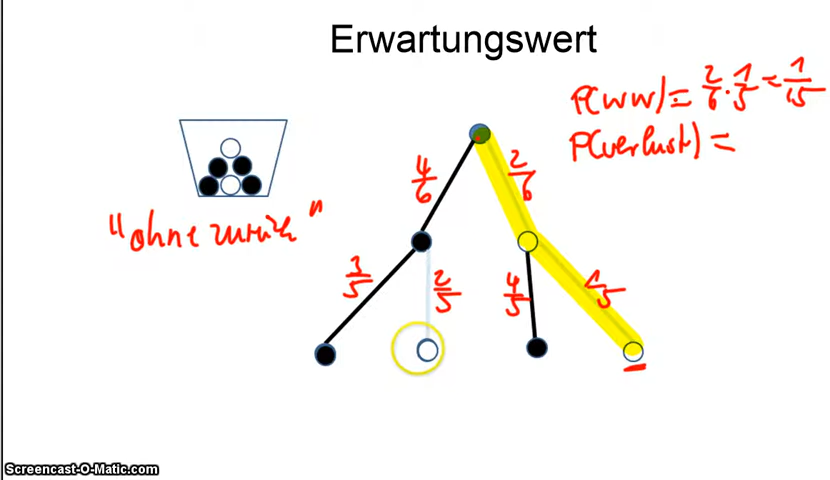 Erwartungswert
P(ww) = 2/6 · 1/5 = 1/15
P(Verlust) =
"ohne zurück"
4/6
2/6
3/5
2/5
4/5
1/5
Screencast-O-Matic.com